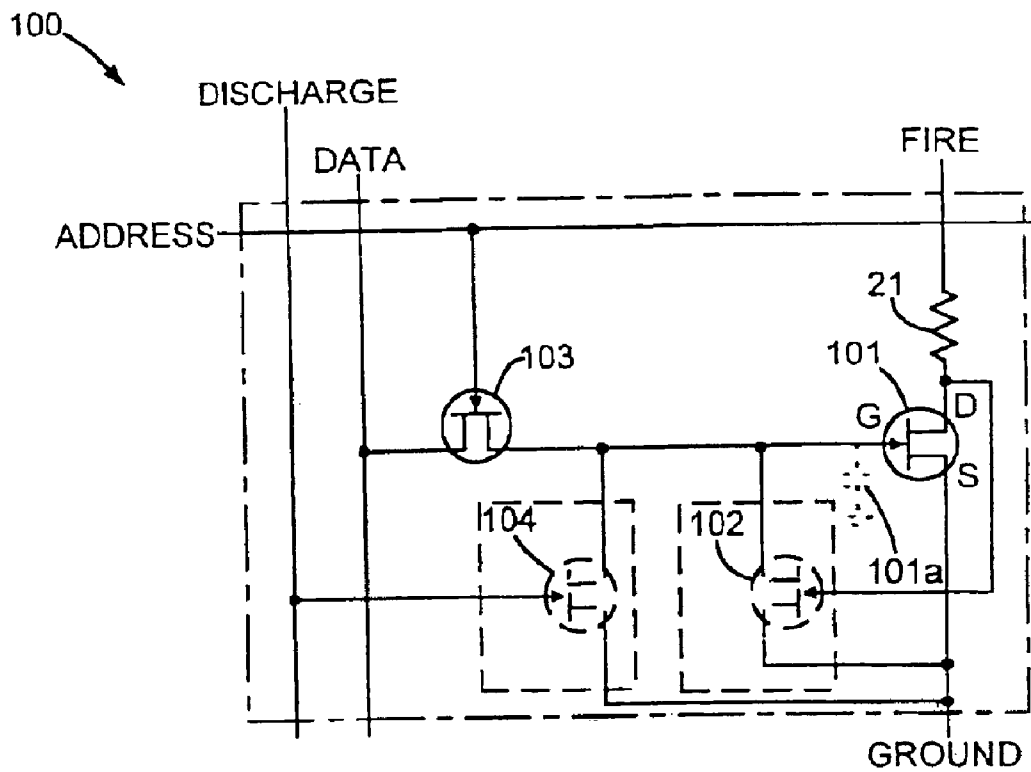 100
DISCHARGE
DATA
FIRE
ADDRESS
21
103
101
G
D
S
104
102
101a
GROUND